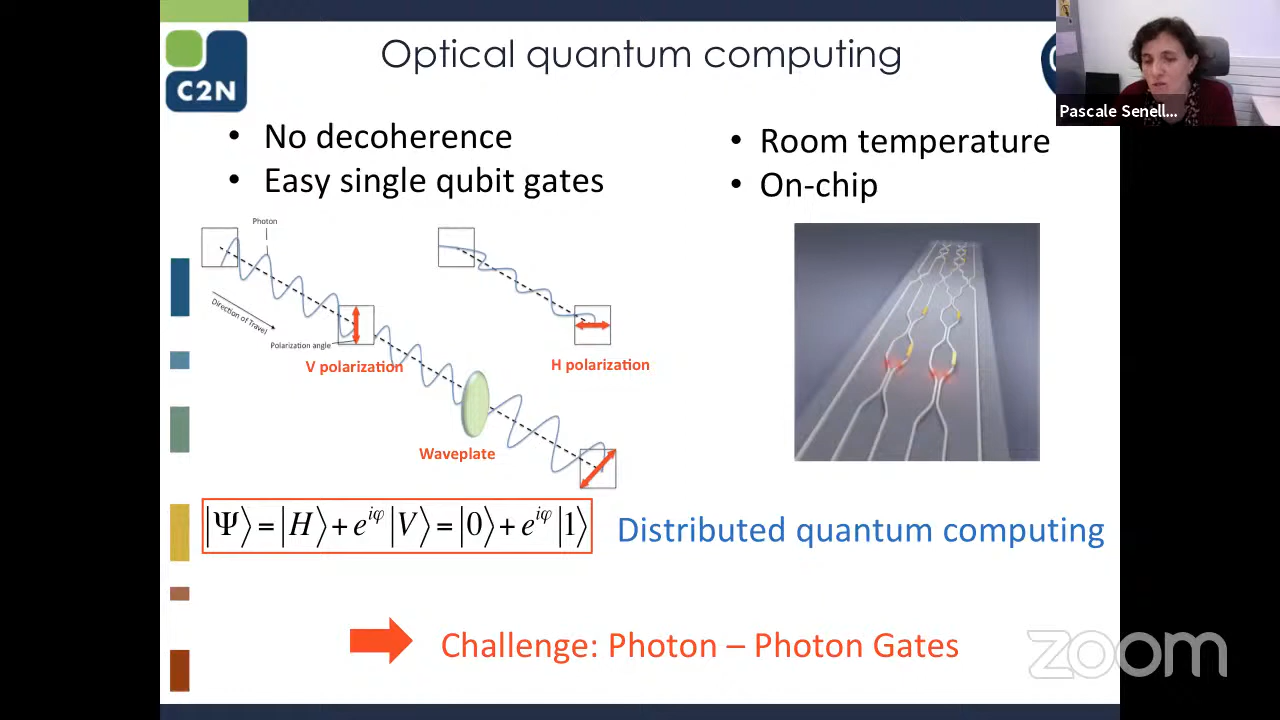 Optical quantum computing
C2N
Pascale Senell...
• No decoherence
• Easy single qubit gates
• Room temperature
• On-chip
Photon
Direction of Travel
Polarization angle
V polarization
H polarization
Waveplate
|Ψ⟩ = |H⟩ + e^{iφ} |V⟩ = |0⟩ + e^{iφ} |1⟩
Distributed quantum computing
Challenge: Photon – Photon Gates
zoom